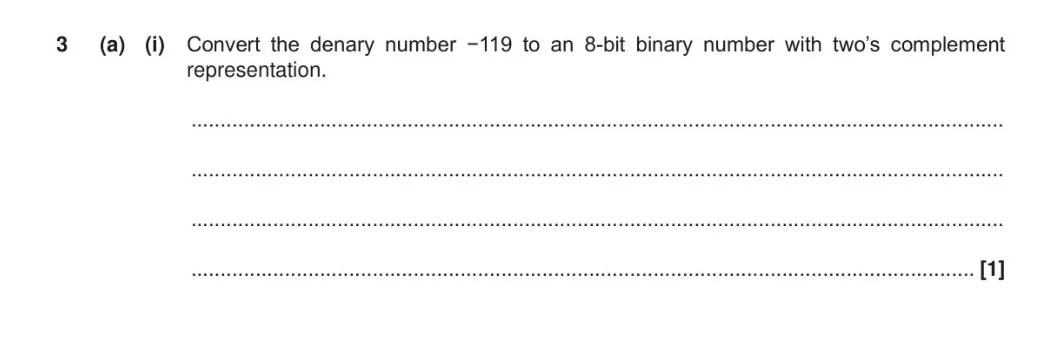 3 (a) (i) Convert the denary number −119 to an 8-bit binary number with two's complement
representation.
..........................................................................................................................................
..........................................................................................................................................
..........................................................................................................................................
..................................................................................................................................... [1]